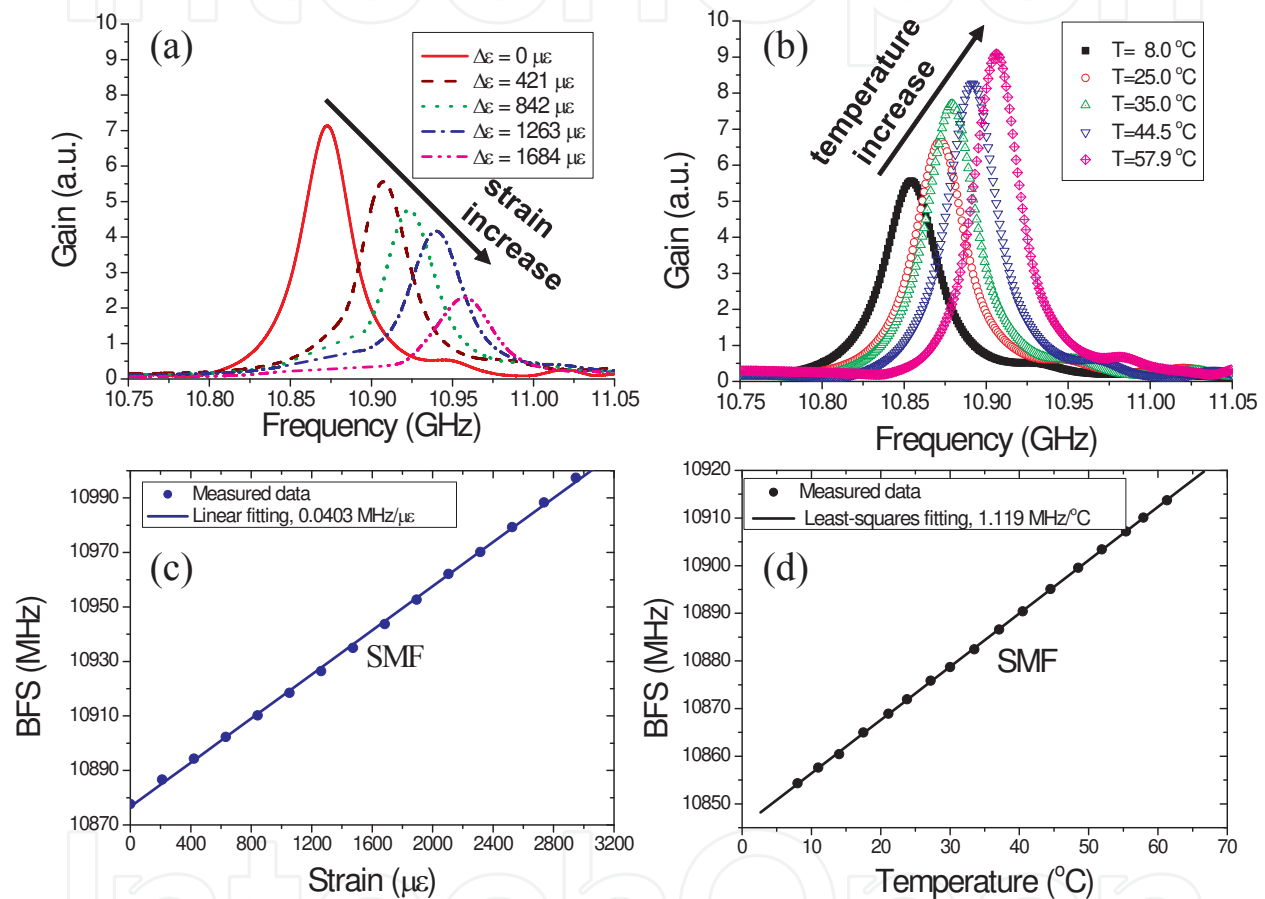 (a)
Δε = 0 με
Δε = 421 με
Δε = 842 με
Δε = 1263 με
Δε = 1684 με
strain
increase
10
9
8
7
6
5
4
3
2
1
0
Gain (a.u.)
10.75 10.80 10.85 10.90 10.95 11.00 11.05
Frequency (GHz)
(b)
temperature
increase
T= 8.0 °C
T=25.0 °C
T=35.0 °C
T=44.5 °C
T=57.9 °C
10
9
8
7
6
5
4
3
2
1
0
Gain (a.u.)
10.75 10.80 10.85 10.90 10.95 11.00 11.05
Frequency (GHz)
Measured data
Linear fitting, 0.0403 MHz/με
(c)
SMF
10990
10970
10950
10930
10910
10890
10870
BFS (MHz)
0 400 800 1200 1600 2000 2400 2800 3200
Strain (με)
Measured data
Least-squares fitting, 1.119 MHz/°C
(d)
SMF
10920
10910
10900
10890
10880
10870
10860
10850
BFS (MHz)
0 10 20 30 40 50 60 70
Temperature (°C)